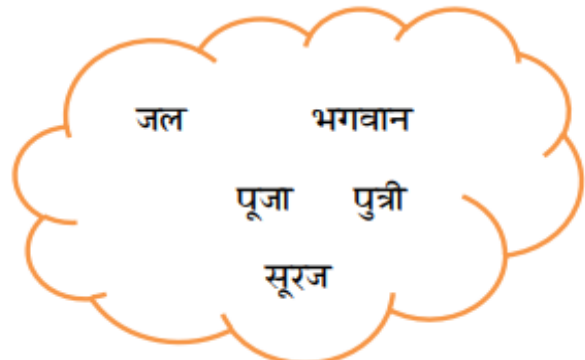 जल भगवान
पूजा पुत्री
सूरज